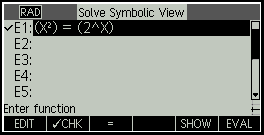 RAD Solve Symbolic View
✓E1: (X²) = (2^X)
E2:
E3:
E4:
E5:
Enter function
EDIT ✓CHK = SHOW EVAL